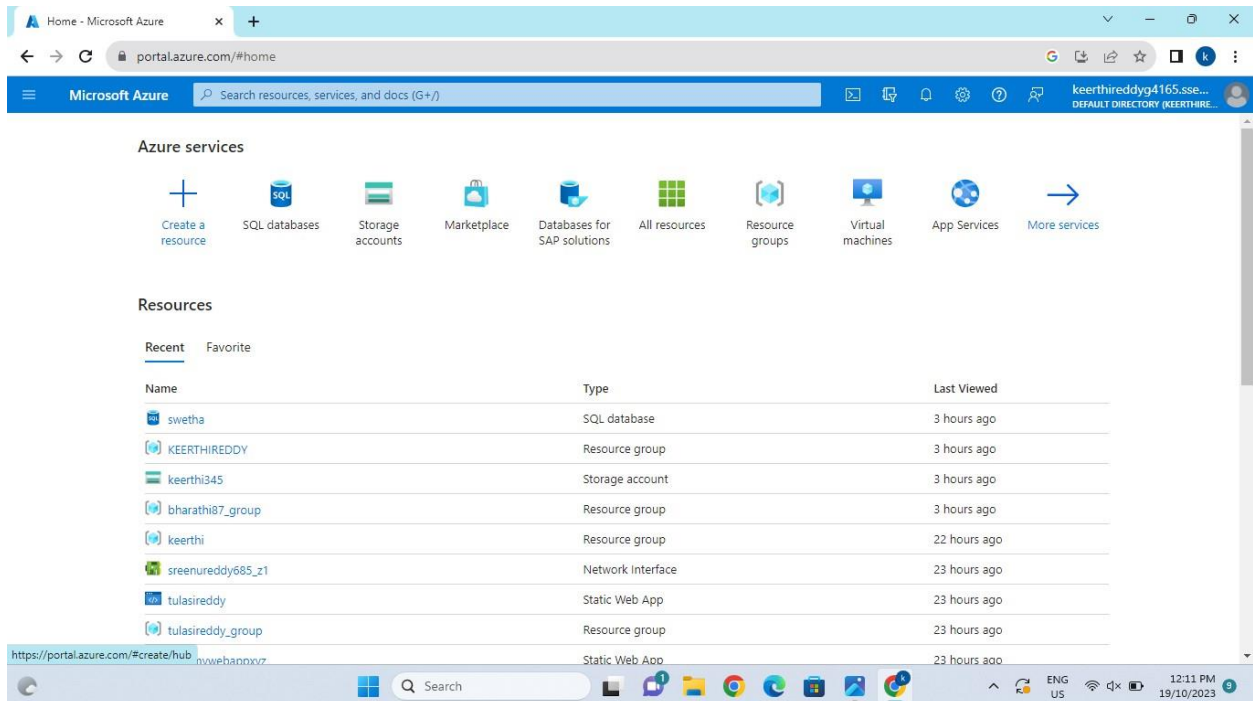 Home - Microsoft Azure
portal.azure.com/#home
G
k
Microsoft Azure
Search resources, services, and docs (G+/)
keerthireddyg4165.sse...
DEFAULT DIRECTORY (KEERTHIRE...
Azure services
Create a resource
SQL
SQL databases
Storage accounts
Marketplace
Databases for SAP solutions
All resources
Resource groups
Virtual machines
App Services
More services
Resources
Recent Favorite
Name Type Last Viewed
swetha SQL database 3 hours ago
KEERTHIREDDY Resource group 3 hours ago
keerthi345 Storage account 3 hours ago
bharathi87_group Resource group 3 hours ago
keerthi Resource group 22 hours ago
sreenureddy685_z1 Network Interface 23 hours ago
tulasireddy Static Web App 23 hours ago
tulasireddy_group Resource group 23 hours ago
Static Web App 23 hours ago
https://portal.azure.com/#create/hub
Search
1
k
ENG
US
12:11 PM
19/10/2023
9